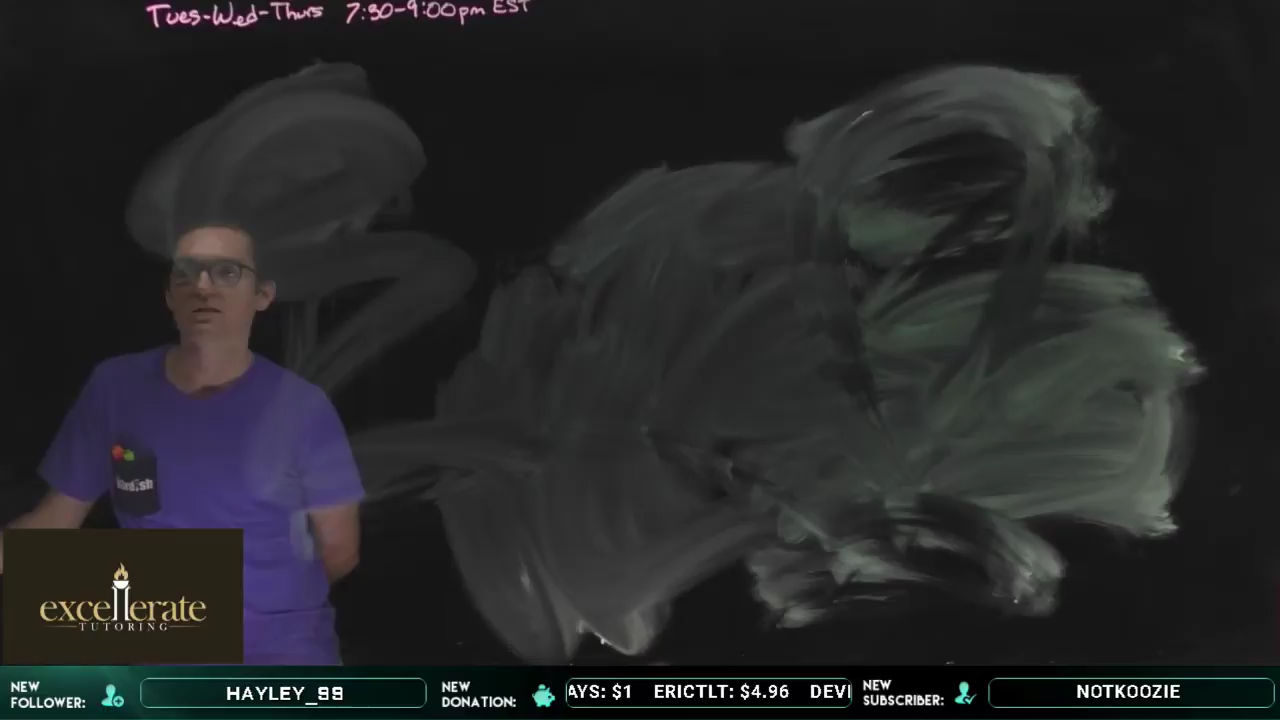 Tues-Wed-Thurs 7:30-9:00pm EST
excellerate
TUTORING
NEW FOLLOWER:
HAYLEY_99
NEW DONATION:
AYS: $1 ERICTLT: $4.96 DEVI
NEW SUBSCRIBER:
NOTKOOZIE